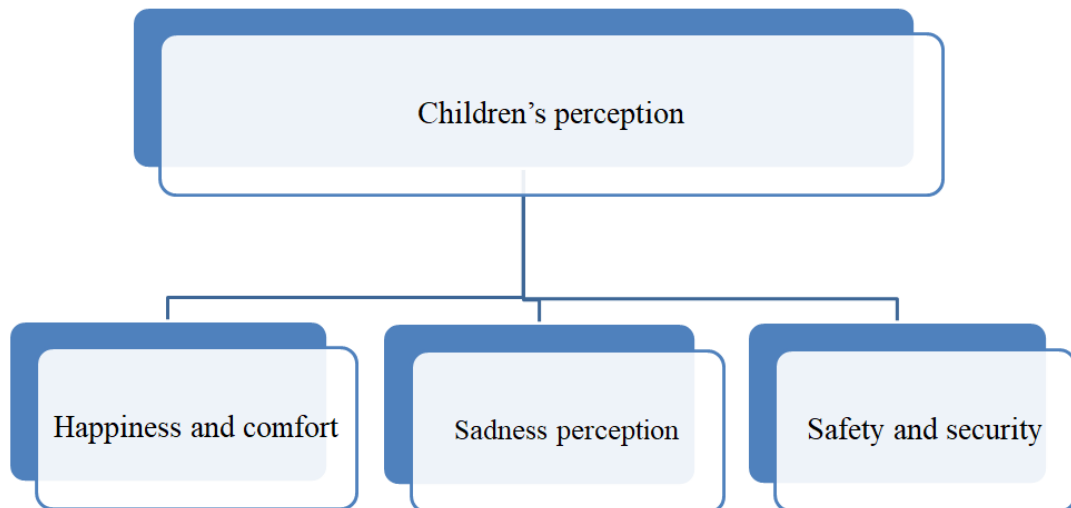 Children’s perception
Happiness and comfort
Sadness perception
Safety and security